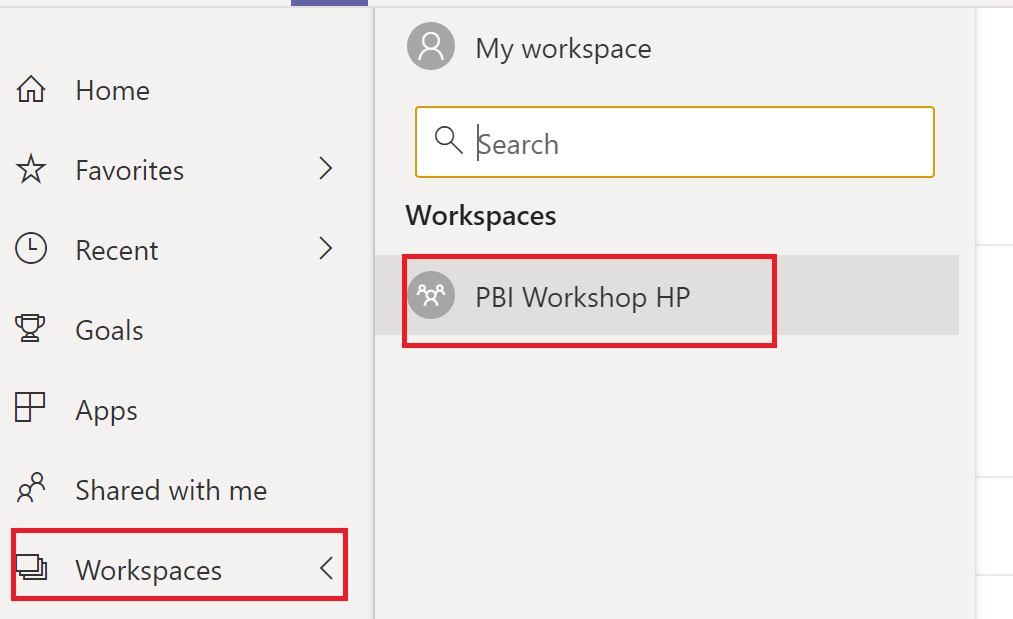 Home
Favorites
Recent
Goals
Apps
Shared with me
Workspaces
My workspace
Search
Workspaces
PBI Workshop HP